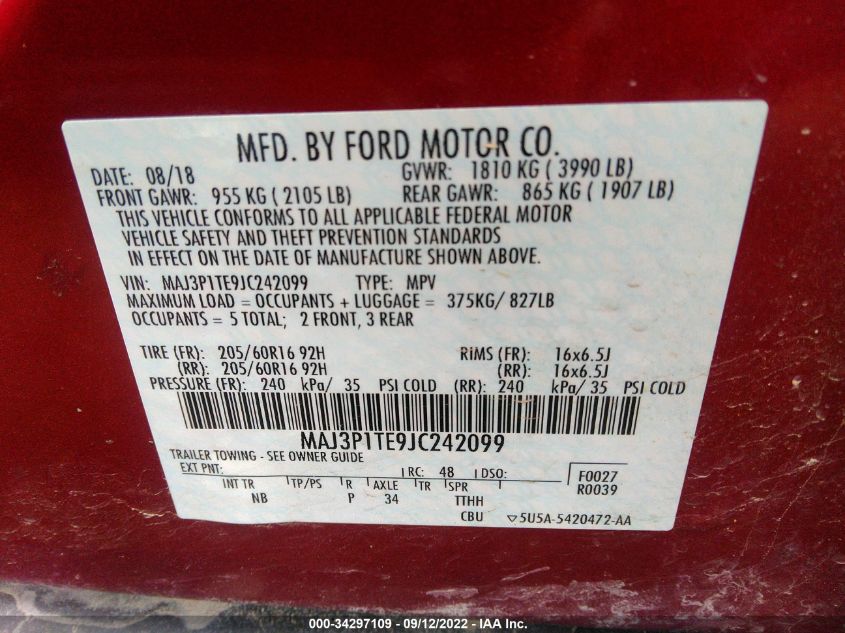 MFD. BY FORD MOTOR CO.
DATE: 08/18 GVWR: 1810 KG ( 3990 LB)
FRONT GAWR: 955 KG ( 2105 LB) REAR GAWR: 865 KG ( 1907 LB)
THIS VEHICLE CONFORMS TO ALL APPLICABLE FEDERAL MOTOR
VEHICLE SAFETY AND THEFT PREVENTION STANDARDS
IN EFFECT ON THE DATE OF MANUFACTURE SHOWN ABOVE.
VIN: MAJ3P1TE9JC242099 TYPE: MPV
MAXIMUM LOAD = OCCUPANTS + LUGGAGE = 375KG/ 827LB
OCCUPANTS = 5 TOTAL; 2 FRONT, 3 REAR
TIRE (FR): 205/60R16 92H RIMS (FR): 16x6.5J
(RR): 205/60R16 92H (RR): 16x6.5J
PRESSURE (FR): 240 kPa/ 35 PSI COLD (RR): 240 kPa/ 35 PSI COLD
MAJ3P1TE9JC242099
TRAILER TOWING - SEE OWNER GUIDE
EXT PNT: RC: 48 DSO: F0027
R0039
INT TR TP/PS R AXLE TR SPR
NB P 34 TTHH
CBU 5U5A-5420472-AA
000-34297109 - 09/12/2022 - IAA Inc.